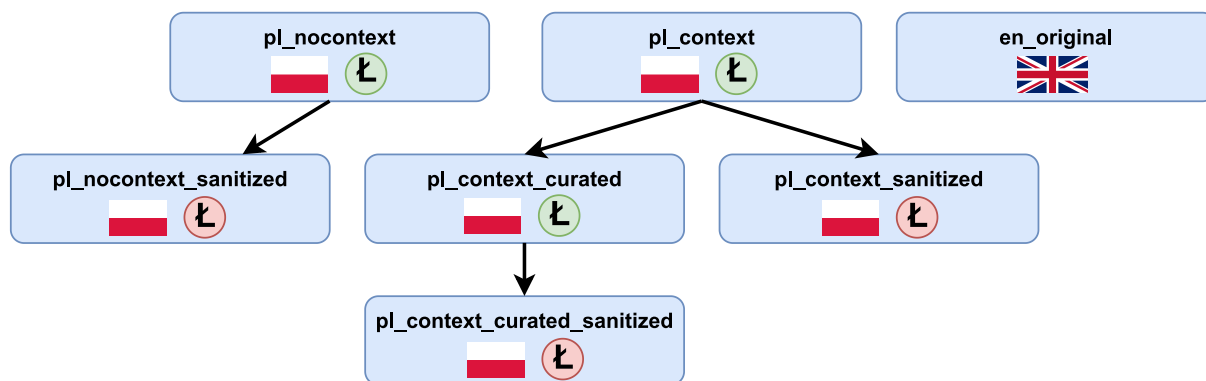 pl_nocontext
Ł
pl_context
Ł
en_original
pl_nocontext_sanitized
Ł
pl_context_curated
Ł
pl_context_sanitized
Ł
pl_context_curated_sanitized
Ł